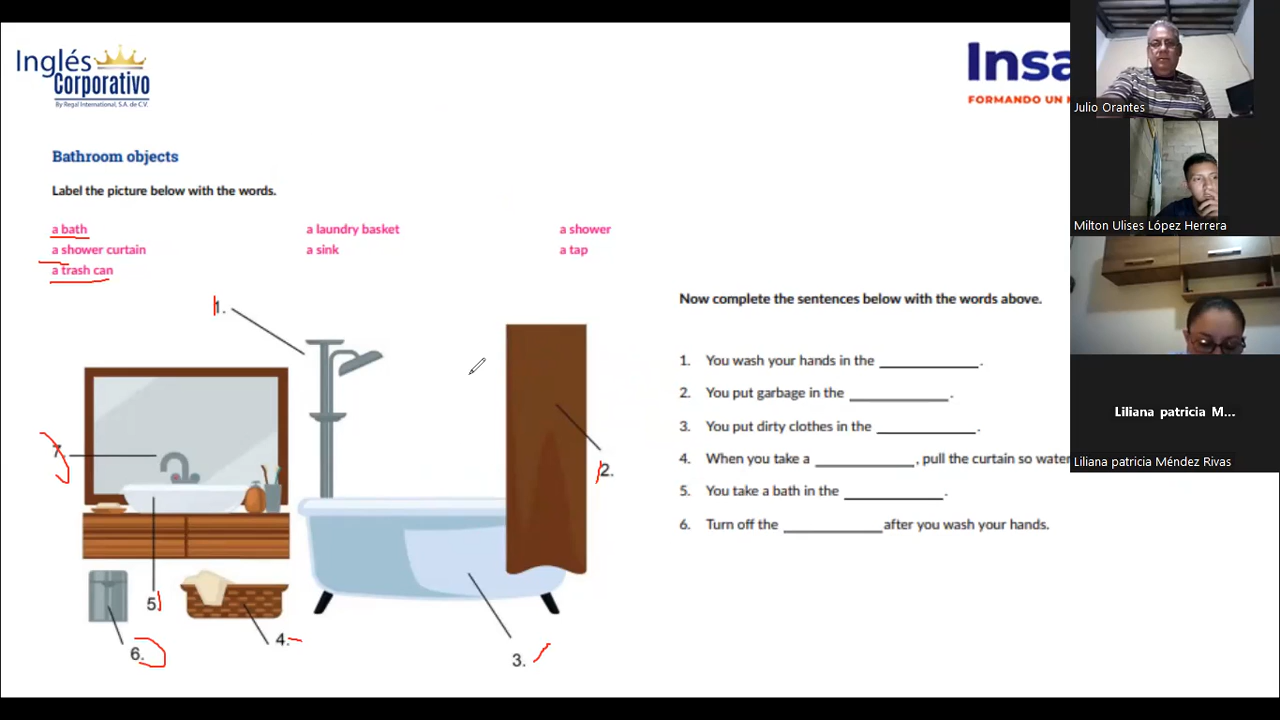 Inglés
Corporativo
By Regal International, S.A. de C.V.
Insa
FORMANDO UN
Bathroom objects
Label the picture below with the words.
a bath
a laundry basket
a shower
a shower curtain
a sink
a tap
a trash can
1.
2.
3.
4.
5.
6.
7.
Now complete the sentences below with the words above.
1. You wash your hands in the ____________.
2. You put garbage in the ____________.
3. You put dirty clothes in the ____________.
4. When you take a ____________, pull the curtain so water
5. You take a bath in the ____________.
6. Turn off the ____________after you wash your hands.
Julio Orantes
Milton Ulises López Herrera
Liliana patricia M...
Liliana patricia Méndez Rivas